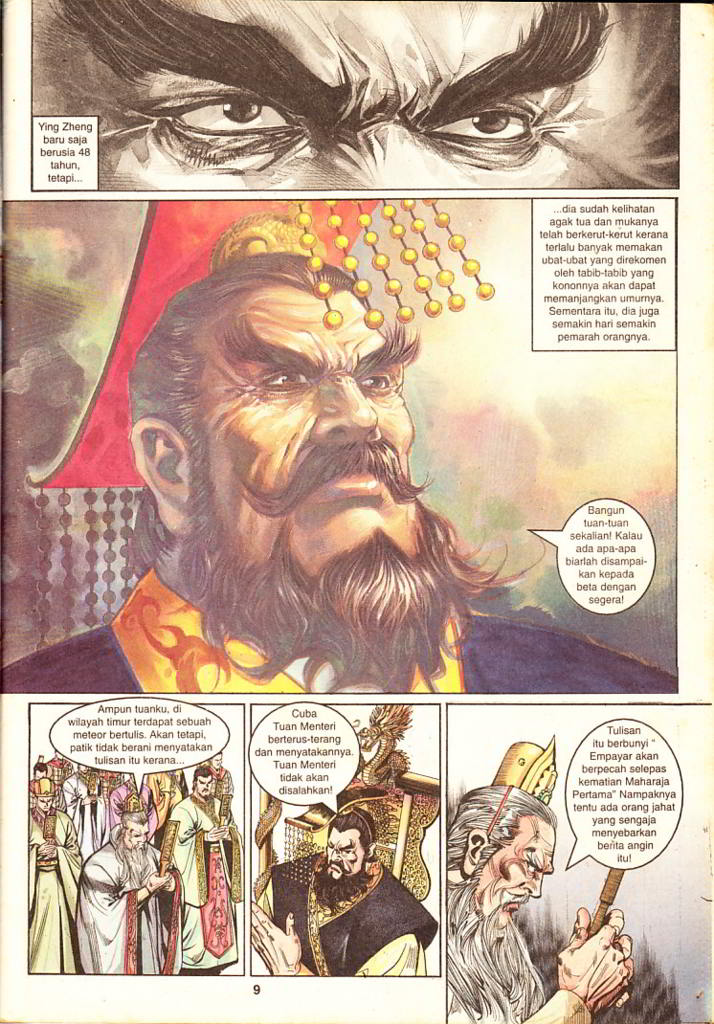 Ying Zheng
baru saja
berusia 48
tahun,
tetapi...
...dia sudah kelihatan
agak tua dan mukanya
telah berkerut-kerut kerana
terlalu banyak memakan
ubat-ubat yang direkomen
oleh tabib-tabib yang
kononnya akan dapat
memanjangkan umurnya.
Sementara itu, dia juga
semakin hari semakin
pemarah orangnya.
Bangun
tuan-tuan
sekalian! Kalau
ada apa-apa
biarlah disampai-
kan kepada
beta dengan
segera!
Ampun tuanku, di
wilayah timur terdapat sebuah
meteor bertulis. Akan tetapi,
patik tidak berani menyatakan
tulisan itu kerana...
Cuba
Tuan Menteri
berterus-terang
dan menyatakannya.
Tuan Menteri
tidak akan
disalahkan!
Tulisan
itu berbunyi "
Empayar akan
berpecah selepas
kematian Maharaja
Pertama" Nampaknya
tentu ada orang jahat
yang sengaja
menyebarkan
berita angin
itu!
9